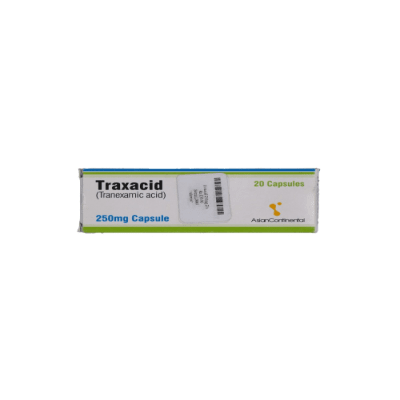 Traxacid
(Tranexamic acid)
250mg Capsule
20 Capsules
AsianContinental